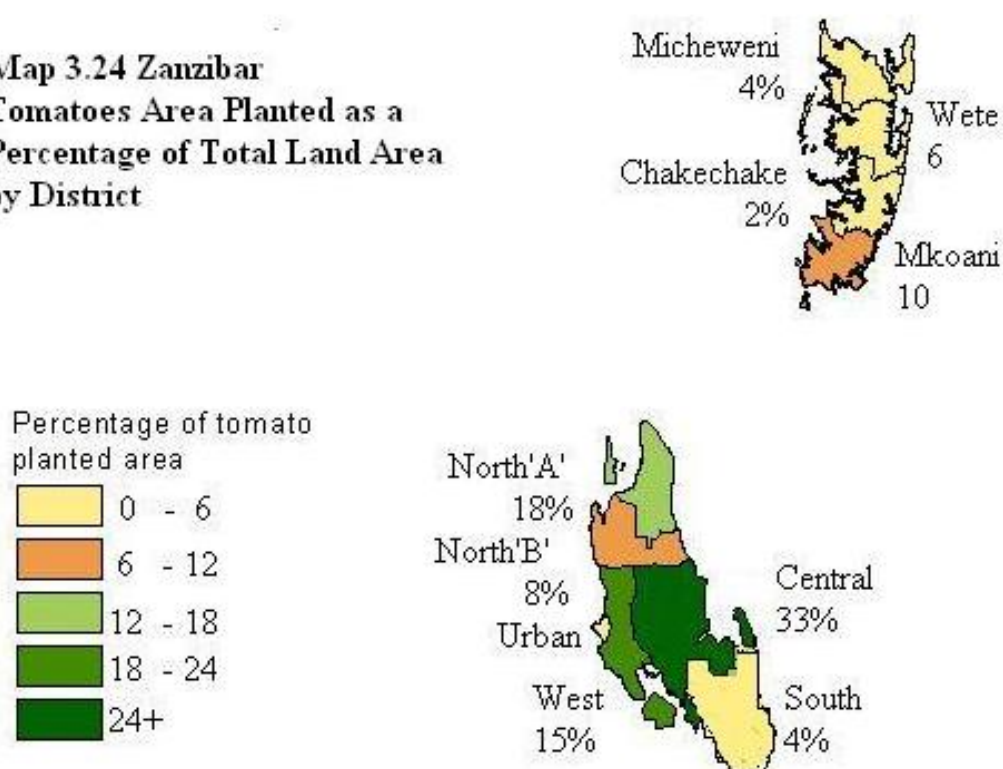 Map 3.24 Zanzibar
Tomatoes Area Planted as a
Percentage of Total Land Area
by District
Micheweni
4%
Wete
6
Chakechake
2%
Mkoani
10
Percentage of tomato
planted area
0 - 6
6 - 12
12 - 18
18 - 24
24+
North'A'
18%
North'B'
8%
Urban
Central
33%
West
15%
South
4%